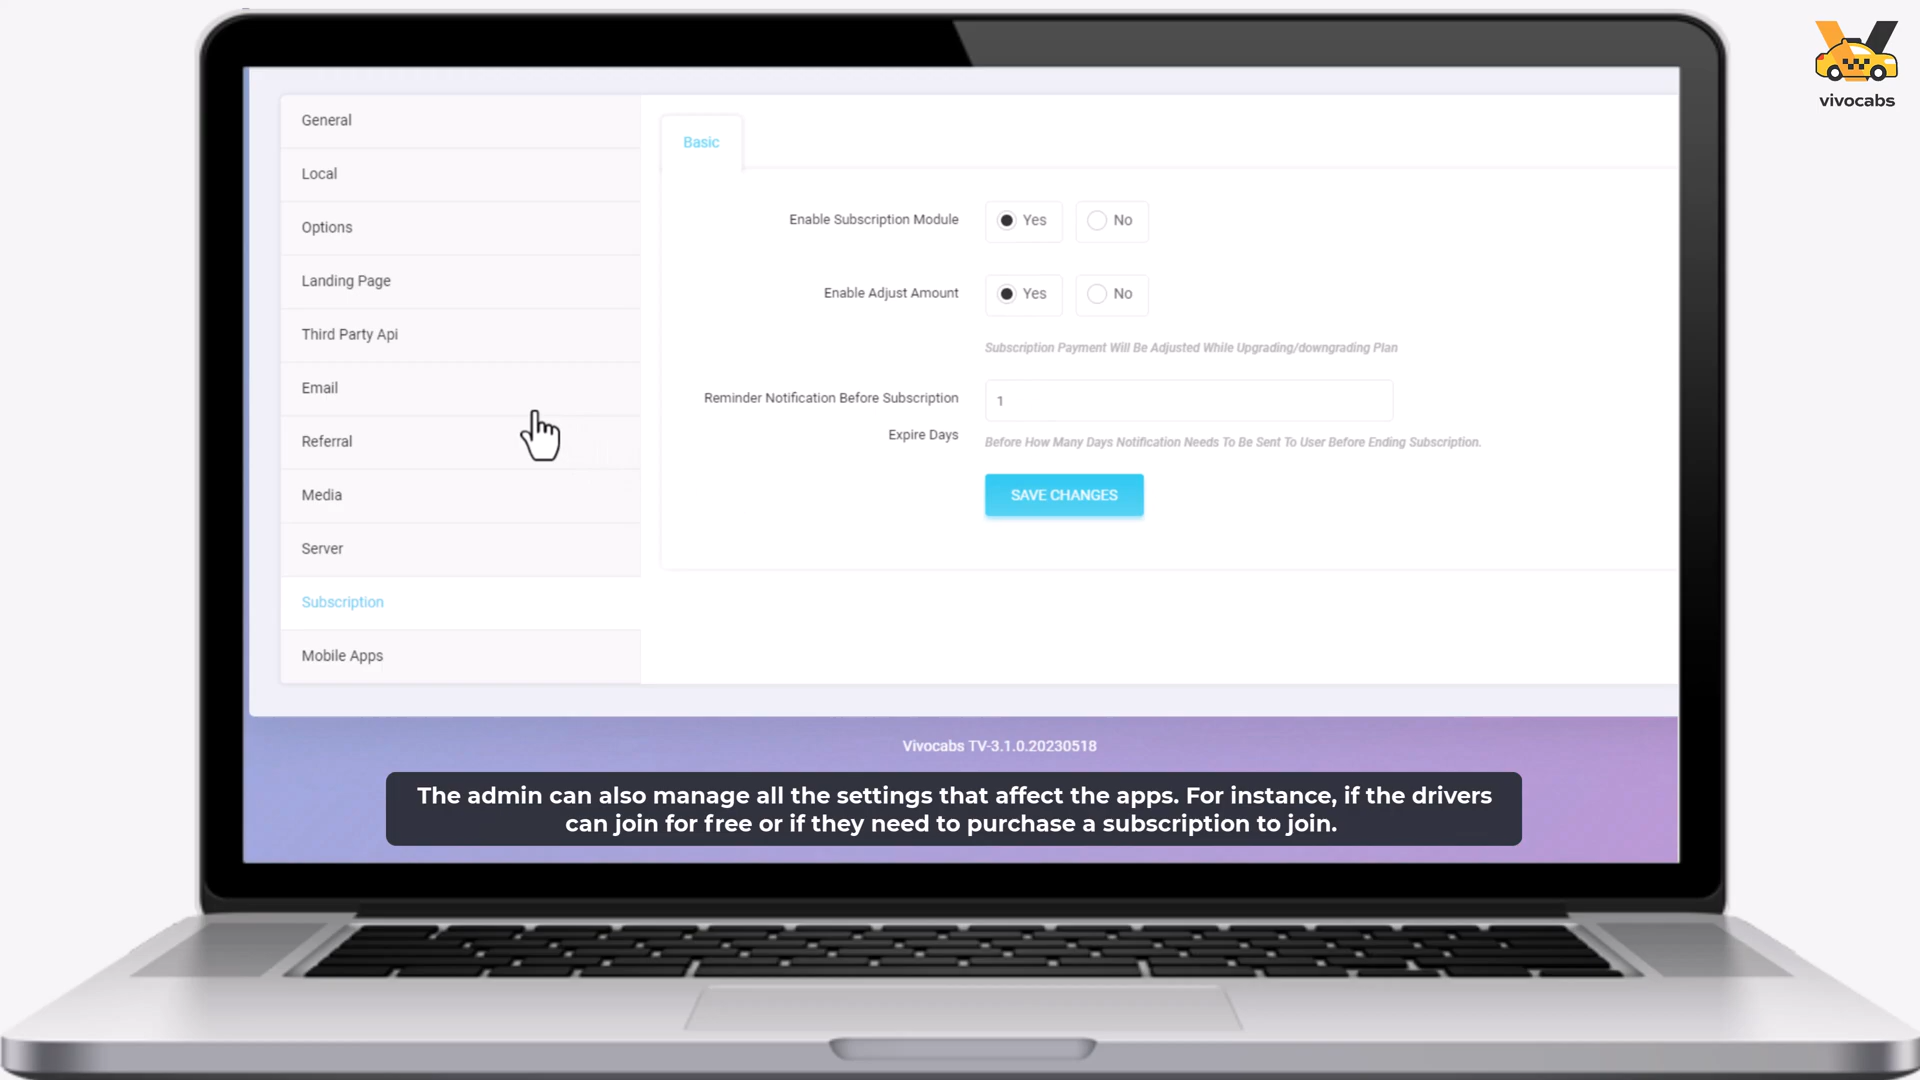 vivocabs
General
Local
Options
Landing Page
Third Party Api
Email
Referral
Media
Server
Subscription
Mobile Apps
Basic
Enable Subscription Module
Yes
No
Enable Adjust Amount
Yes
No
Subscription Payment Will Be Adjusted While Upgrading/downgrading Plan
Reminder Notification Before Subscription
Expire Days
1
Before How Many Days Notification Needs To Be Sent To User Before Ending Subscription.
SAVE CHANGES
Vivocabs TV-3.1.0.20230518
The admin can also manage all the settings that affect the apps. For instance, if the drivers
can join for free or if they need to purchase a subscription to join.